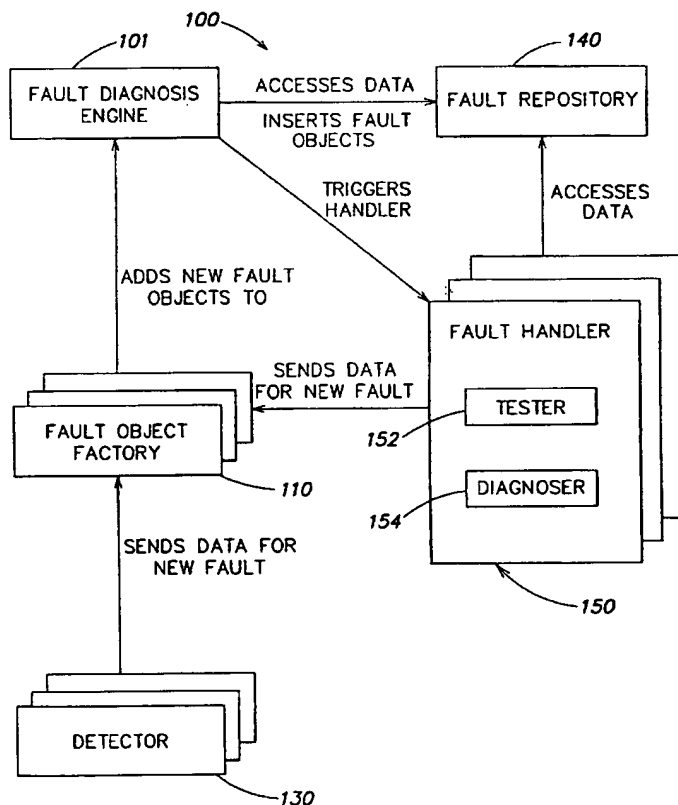 100
101
140
FAULT DIAGNOSIS
ENGINE
ACCESSES DATA
INSERTS FAULT
OBJECTS
FAULT REPOSITORY
TRIGGERS
HANDLER
ACCESSES
DATA
ADDS NEW FAULT
OBJECTS TO
FAULT HANDLER
SENDS DATA
FOR NEW FAULT
TESTER
152
FAULT OBJECT
FACTORY
110
DIAGNOSER
154
SENDS DATA FOR
NEW FAULT
150
DETECTOR
130